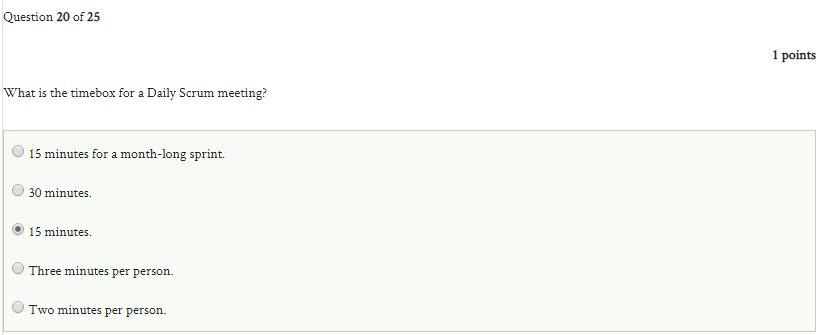 Question 20 of 25
1 points
What is the timebox for a Daily Scrum meeting?
15 minutes for a month-long sprint.
30 minutes.
15 minutes.
Three minutes per person.
Two minutes per person.